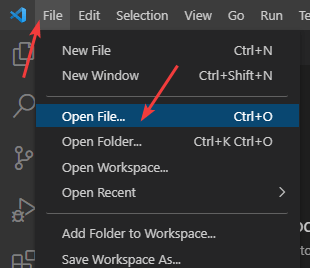 File Edit Selection View Go Run
New File Ctrl+N
New Window Ctrl+Shift+N
Open File... Ctrl+O
Open Folder... Ctrl+K Ctrl+O
Open Workspace...
Open Recent
Add Folder to Workspace...
Save Workspace As...